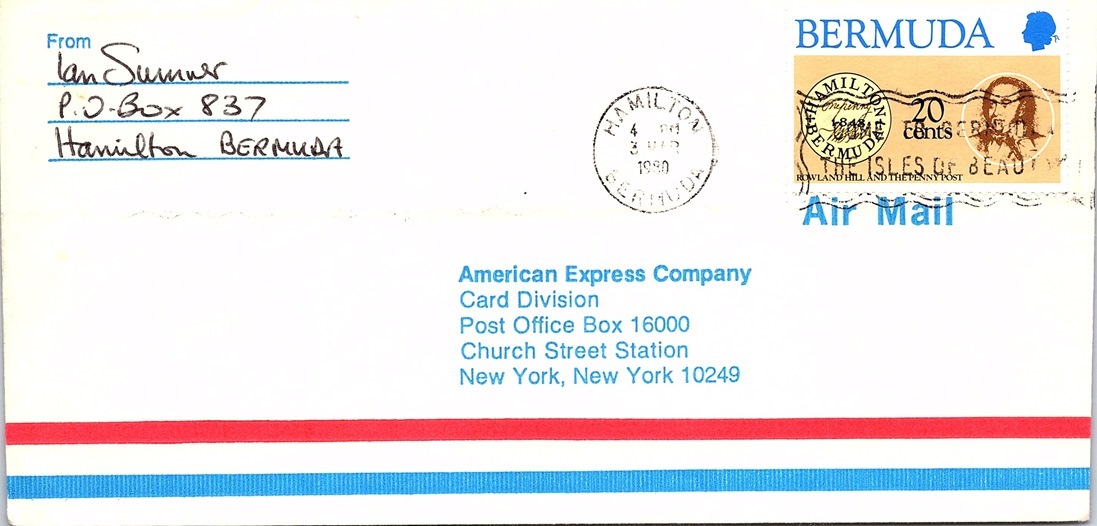 From
Ian Sumner
P.O-Box 837
Hamilton BERMUDA
HAMILTON
4 PM
3 MAR
1980
BERMUDA
BERMUDA
HAMILTON
BERMUDA
20
cents
THE ISLES OF BEAUTY
ROWLAND HILL AND THE PENNY POST
Air Mail
American Express Company
Card Division
Post Office Box 16000
Church Street Station
New York, New York 10249